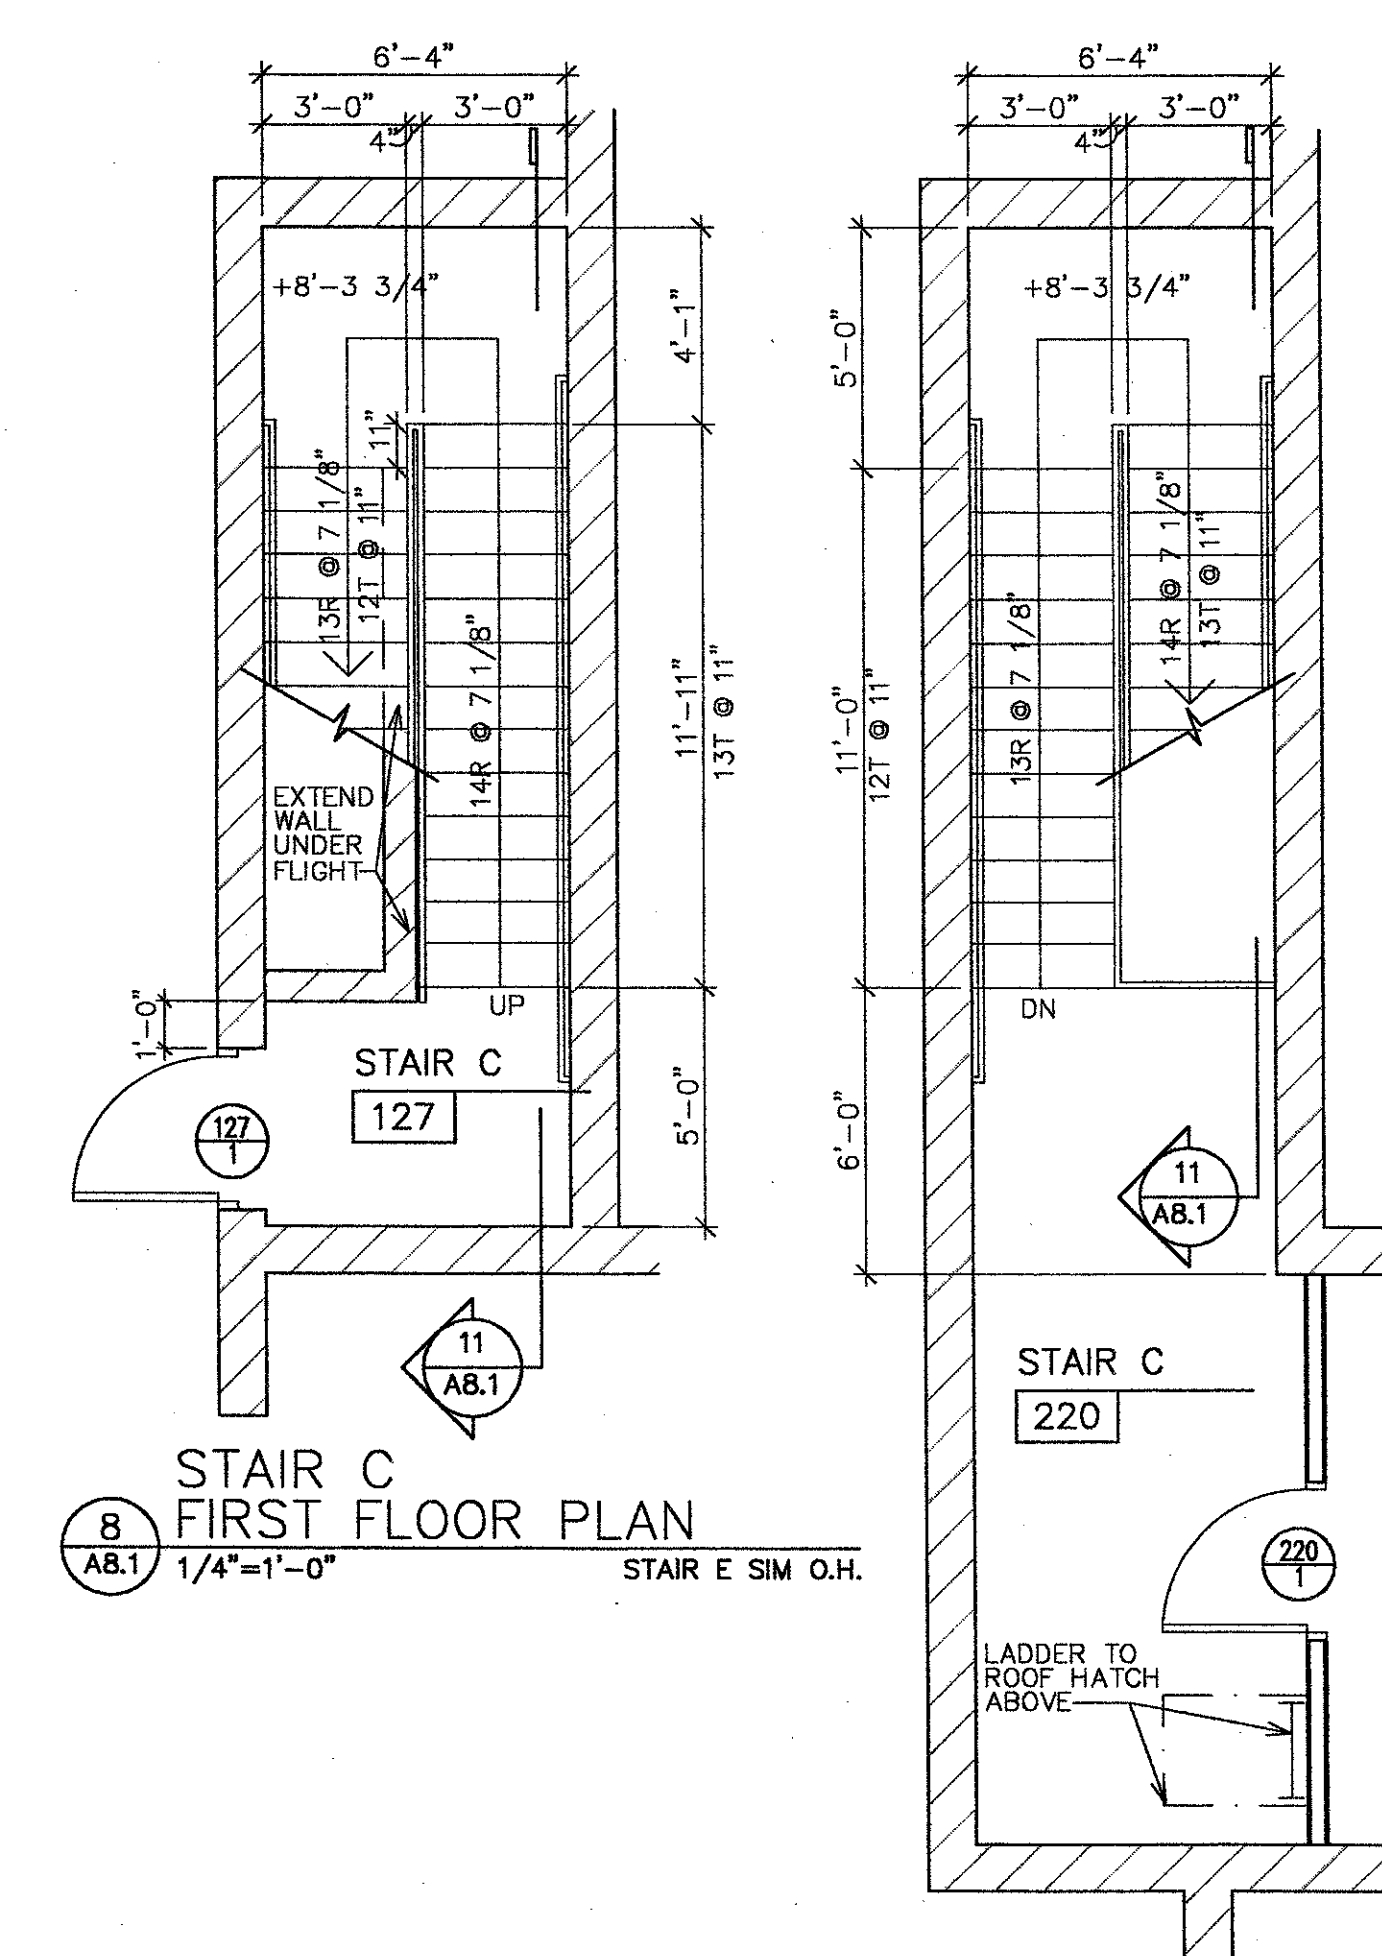 6'-4"
3'-0"
3'-0"
4"
+8'-3 3/4"
4'-1"
11"
13R @ 7 1/8"
12T @ 11"
14R @ 7 1/8"
11'-11"
13T @ 11"
EXTEND
WALL
UNDER
FLIGHT
1'-0"
UP
STAIR C
127
127
1
5'-0"
11
A8.1
STAIR C
FIRST FLOOR PLAN
8
A8.1
1/4"=1'-0"
STAIR E SIM O.H.
6'-4"
3'-0"
3'-0"
4"
+8'-3 3/4"
5'-0"
14R @ 7 1/8"
13T @ 11"
13R @ 7 1/8"
11'-0"
12T @ 11"
DN
6'-0"
11
A8.1
STAIR C
220
220
1
LADDER TO
ROOF HATCH
ABOVE